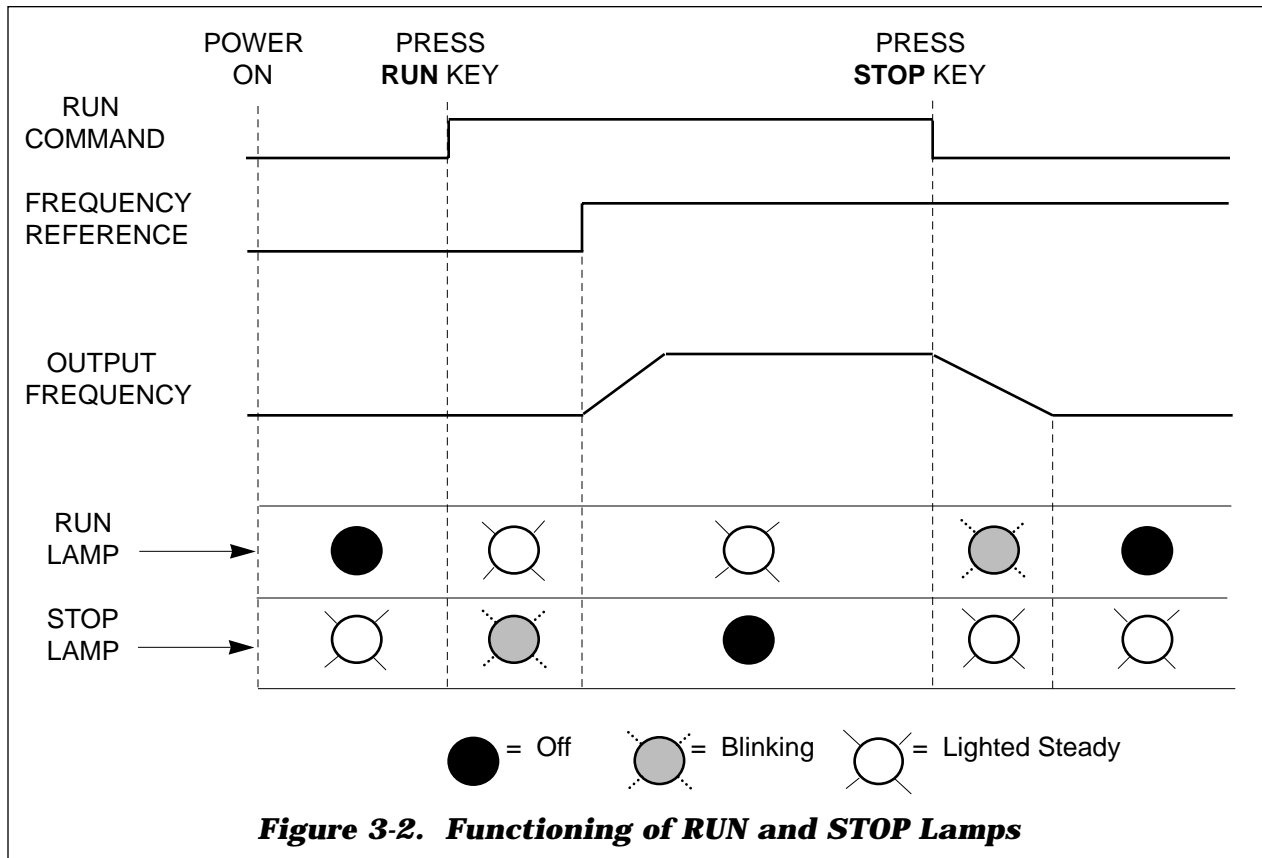 POWER
ON
PRESS
RUN KEY
PRESS
STOP KEY
RUN
COMMAND
FREQUENCY
REFERENCE
OUTPUT
FREQUENCY
RUN
LAMP
STOP
LAMP
= Off
= Blinking
= Lighted Steady
Figure 3-2. Functioning of RUN and STOP Lamps